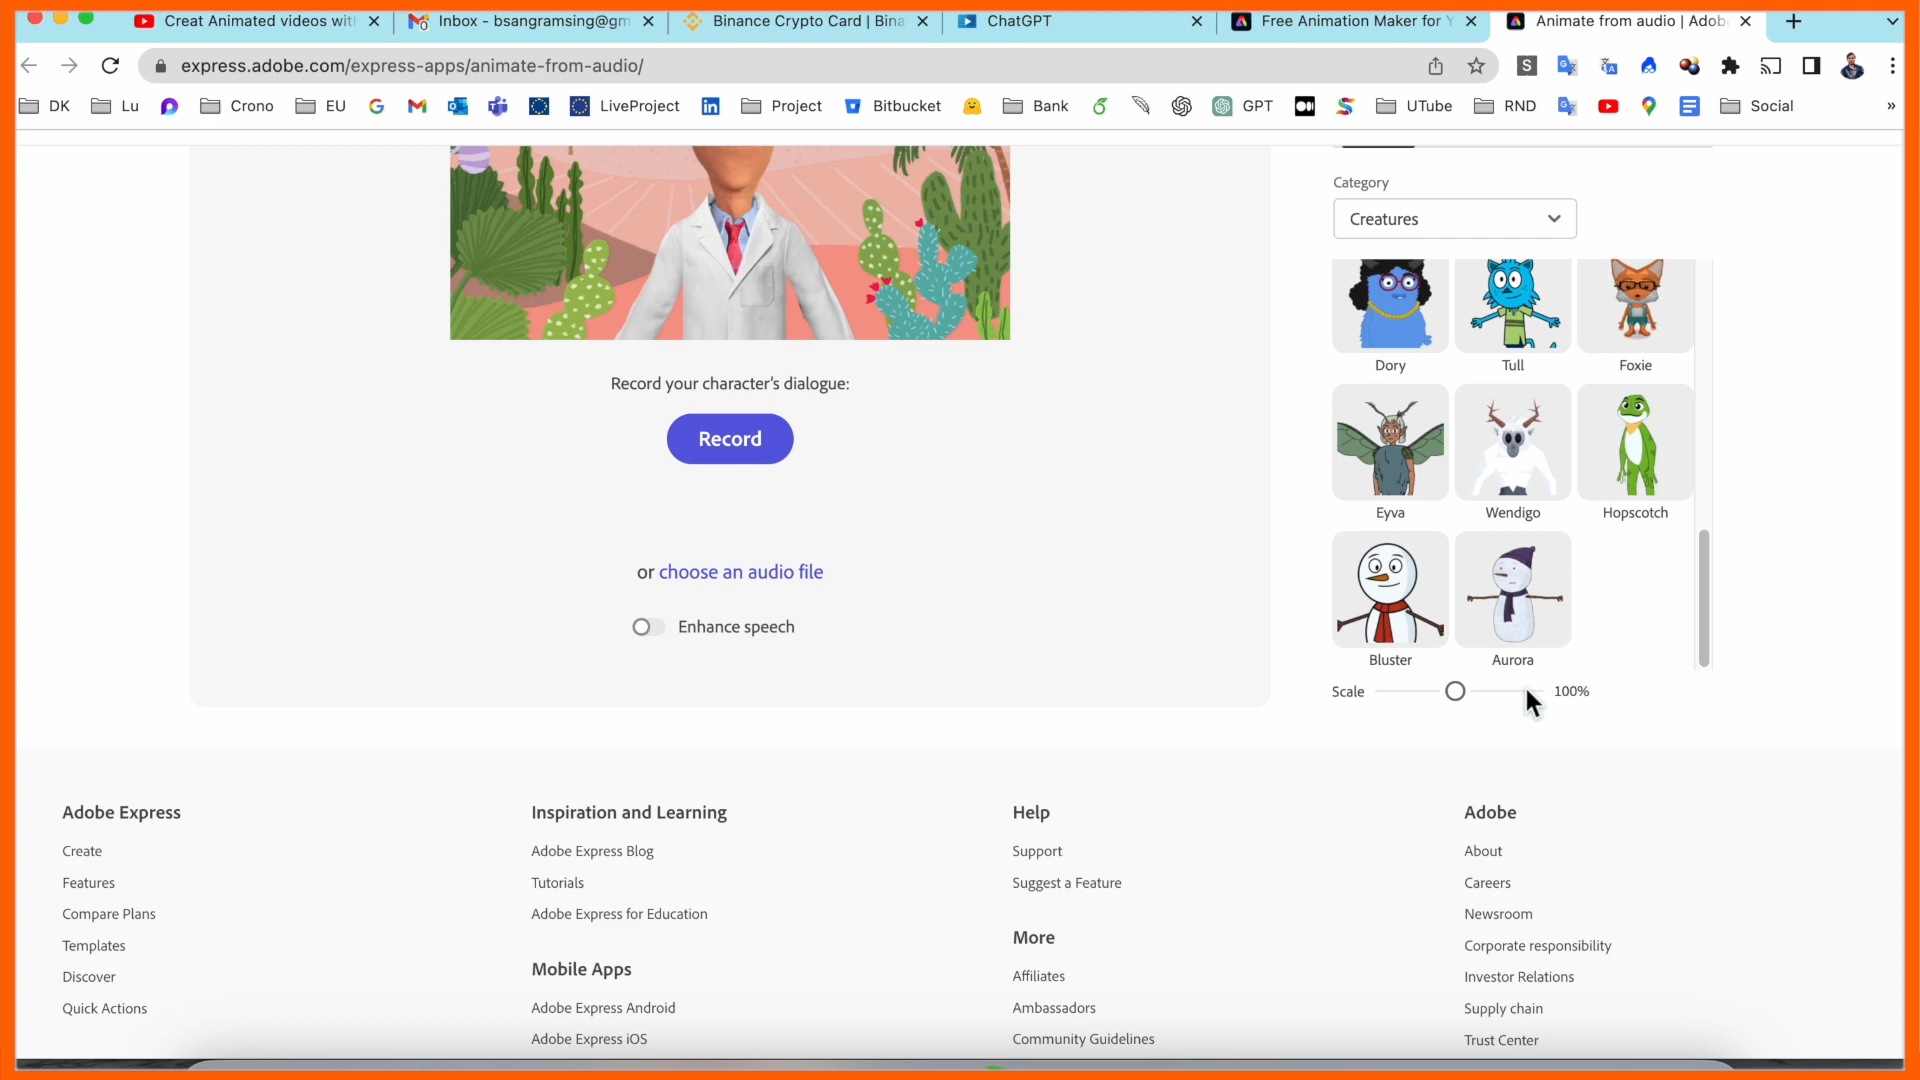 Creat Animated videos with
Inbox - bsangramsing@gm
Binance Crypto Card | Bina
ChatGPT
Free Animation Maker for Y
Animate from audio | Adob
express.adobe.com/express-apps/animate-from-audio/
DK
Lu
Crono
EU
LiveProject
Project
Bitbucket
Bank
GPT
UTube
RND
Social
»
Category
Creatures
Dory
Tull
Foxie
Eyva
Wendigo
Hopscotch
Bluster
Aurora
Scale
100%
Record your character's dialogue:
Record
or choose an audio file
Enhance speech
Adobe Express
Create
Features
Compare Plans
Templates
Discover
Quick Actions
Inspiration and Learning
Adobe Express Blog
Tutorials
Adobe Express for Education
Mobile Apps
Adobe Express Android
Adobe Express iOS
Help
Support
Suggest a Feature
More
Affiliates
Ambassadors
Community Guidelines
Adobe
About
Careers
Newsroom
Corporate responsibility
Investor Relations
Supply chain
Trust Center